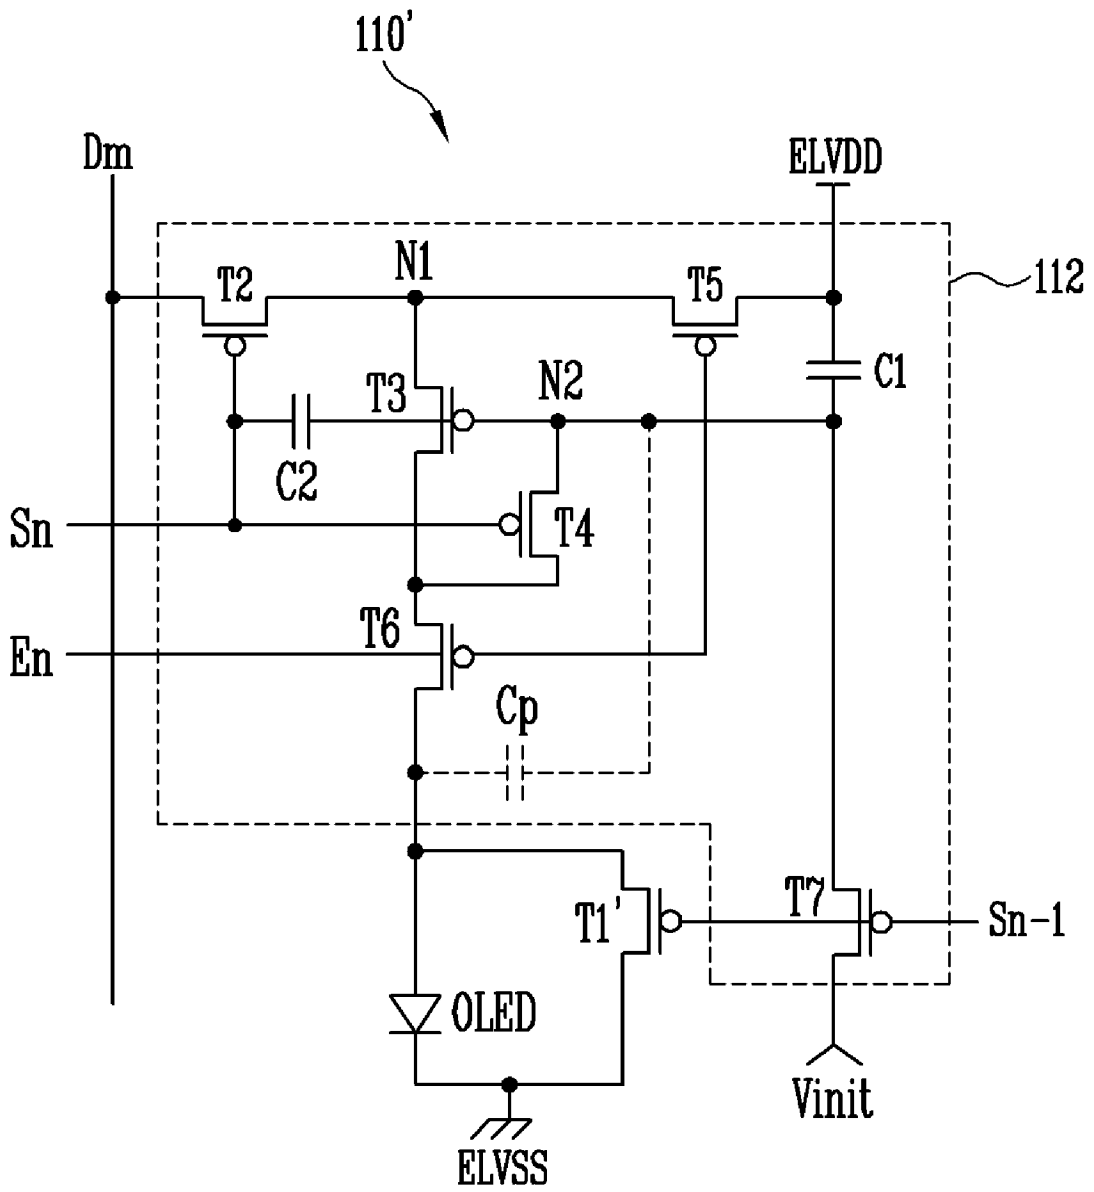 110'
Dm
ELVDD
T2
N1
T5
112
T3
N2
C1
C2
Sn
T4
T6
En
Cp
T1'
T7
Sn-1
OLED
Vinit
ELVSS